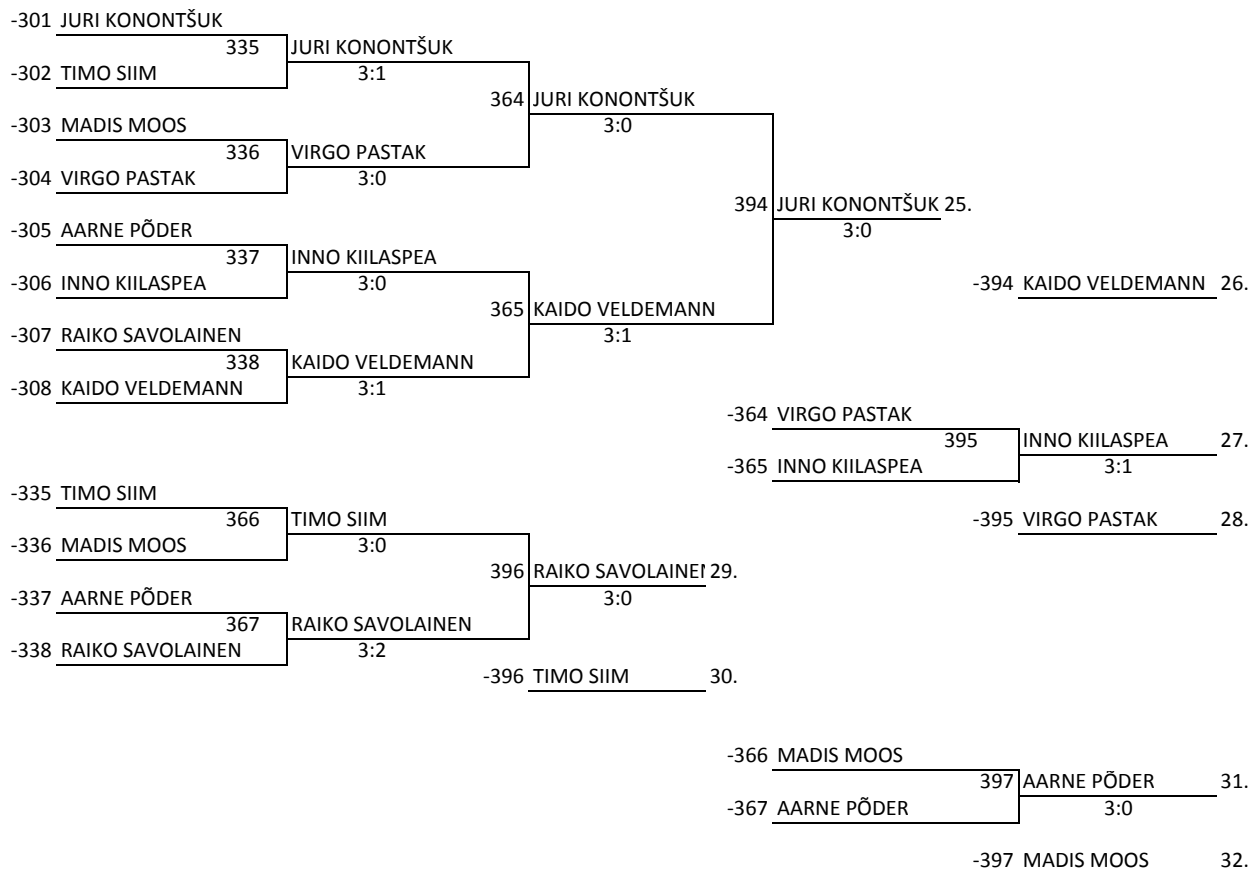 -301 JURI KONONTŠUK
335 JURI KONONTŠUK
-302 TIMO SIIM 3:1
364 JURI KONONTŠUK
-303 MADIS MOOS 3:0
336 VIRGO PASTAK
-304 VIRGO PASTAK 3:0
394 JURI KONONTŠUK 25.
-305 AARNE PÕDER 3:0
337 INNO KIILASPEA
-306 INNO KIILASPEA 3:0 -394 KAIDO VELDEMANN 26.
365 KAIDO VELDEMANN
-307 RAIKO SAVOLAINEN 3:1
338 KAIDO VELDEMANN
-308 KAIDO VELDEMANN 3:1
-364 VIRGO PASTAK
395 INNO KIILASPEA 27.
-365 INNO KIILASPEA 3:1
-335 TIMO SIIM
366 TIMO SIIM -395 VIRGO PASTAK 28.
-336 MADIS MOOS 3:0
396 RAIKO SAVOLAINEN 29.
-337 AARNE PÕDER 3:0
367 RAIKO SAVOLAINEN
-338 RAIKO SAVOLAINEN 3:2
-396 TIMO SIIM 30.
-366 MADIS MOOS
397 AARNE PÕDER 31.
-367 AARNE PÕDER 3:0
-397 MADIS MOOS 32.